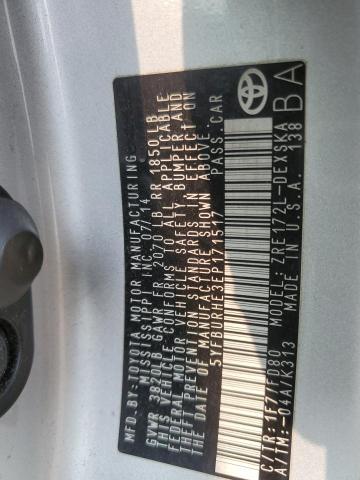 MFD.BY:TOYOTA MOTOR MANUFACTURING
MISSISSIPPI INC. 07/14
GVWR 3820LB GAWR FR 2070 LB RR 1850LB
THIS VEHICLE CONFORMS TO ALL APPLICABLE
FEDERAL MOTOR VEHICLE SAFETY BUMPER, AND
THEFT PREVENTION STANDARDS IN EFFECT ON
THE DATE OF MANUFACTURE SHOWN ABOVE.
5YFBURHE3EP171517 PASS.CAR
TOYOTA
C/TR:1F7/FD80 ZRE172L-DEXSKA
A/TM:-04A/K313 MADE IN U.S.A. 138 BA